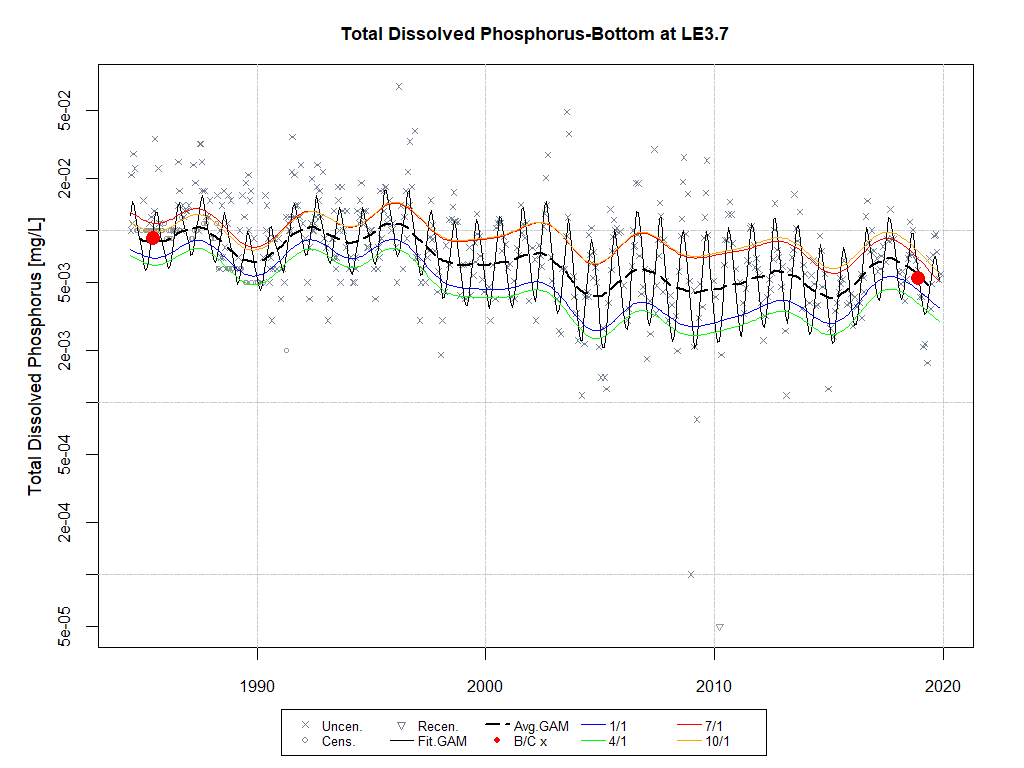 Total Dissolved Phosphorus-Bottom at LE3.7
Total Dissolved Phosphorus [mg/L]
5e-02
2e-02
5e-03
2e-03
5e-04
2e-04
5e-05
1990 2000 2010 2020
Uncen. Recen. Avg.GAM 1/1 7/1
Cens. Fit.GAM B/C x 4/1 10/1